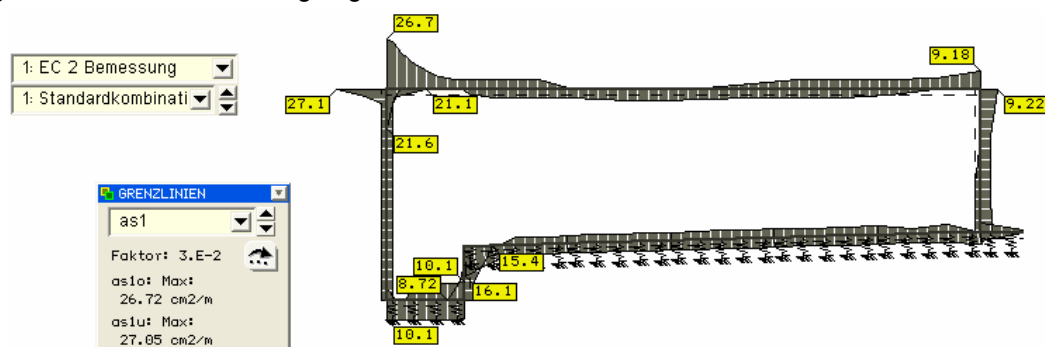 26.7
1: EC 2 Bemessung
9.18
1: Standardkombinati
27.1
21.1
9.22
21.6
GRENZLINIEN
as1
Faktor: 3.E-2
10.1
15.4
as1o: Max:
8.72
26.72 cm2/m
16.1
as1u: Max:
10.1
27.05 cm2/m